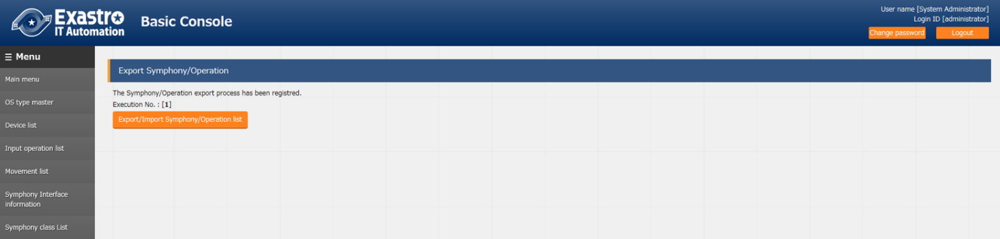 Exastro
IT Automation
Basic Console
User name [System Administrator]
Login ID [administrator]
Change password
Logout
☰ Menu
Main menu
OS type master
Device list
Input operation list
Movement list
Symphony Interface
information
Symphony class List
Export Symphony/Operation
The Symphony/Operation export process has been registred.
Execution No. : [1]
Export/Import Symphony/Operation list